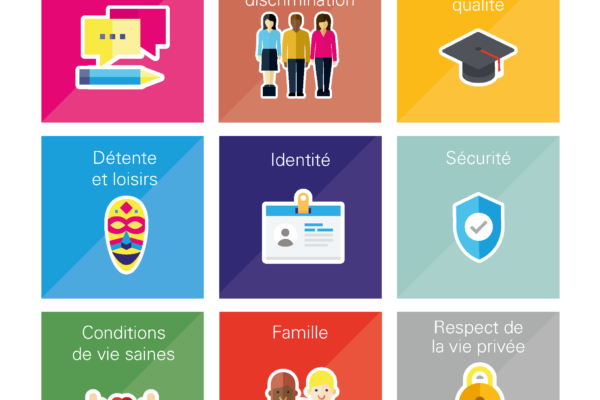 discrimination
qualité
Détente
et loisirs
Identité
Sécurité
Conditions
de vie saines
Famille
Respect de
la vie privée